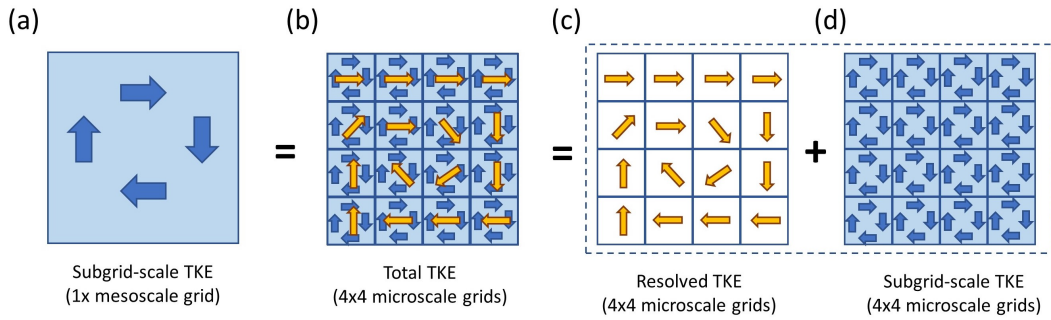 (a)
(b)
(c)
(d)
=
=
+
Subgrid-scale TKE
(1x mesoscale grid)
Total TKE
(4x4 microscale grids)
Resolved TKE
(4x4 microscale grids)
Subgrid-scale TKE
(4x4 microscale grids)